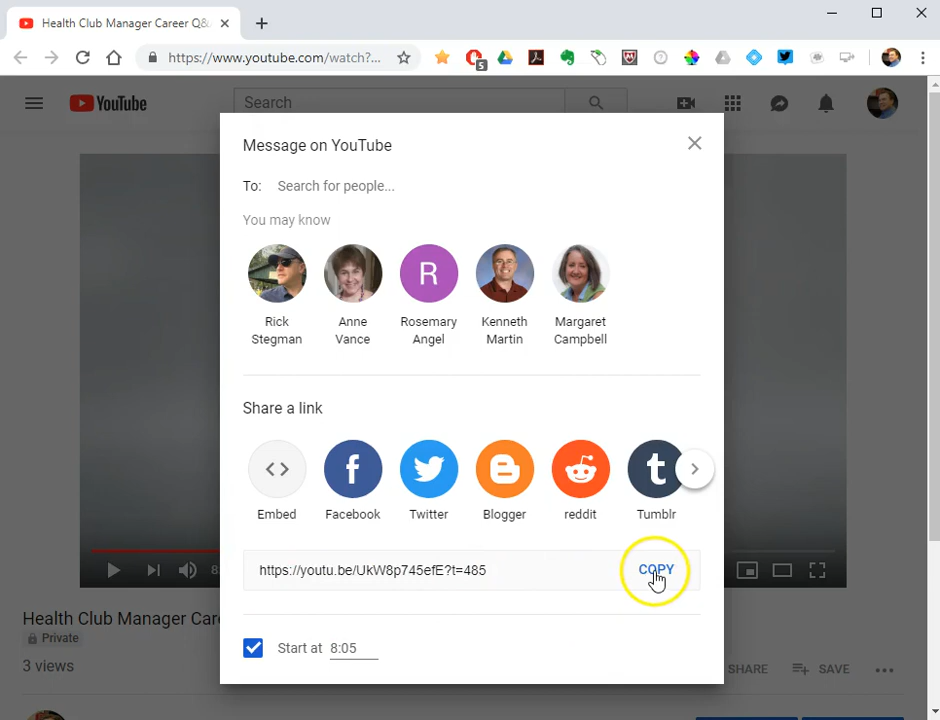 Health Club Manager Career Q&
https://www.youtube.com/watch?...
5
YouTube
Search
Message on YouTube
To: Search for people...
You may know
R
Rick Stegman
Anne Vance
Rosemary Angel
Kenneth Martin
Margaret Campbell
Share a link
Embed
Facebook
Twitter
Blogger
reddit
Tumblr
https://youtu.be/UkW8p745efE?t=485
COPY
Start at 8:05
Health Club Manager Care
Private
3 views
SHARE
SAVE